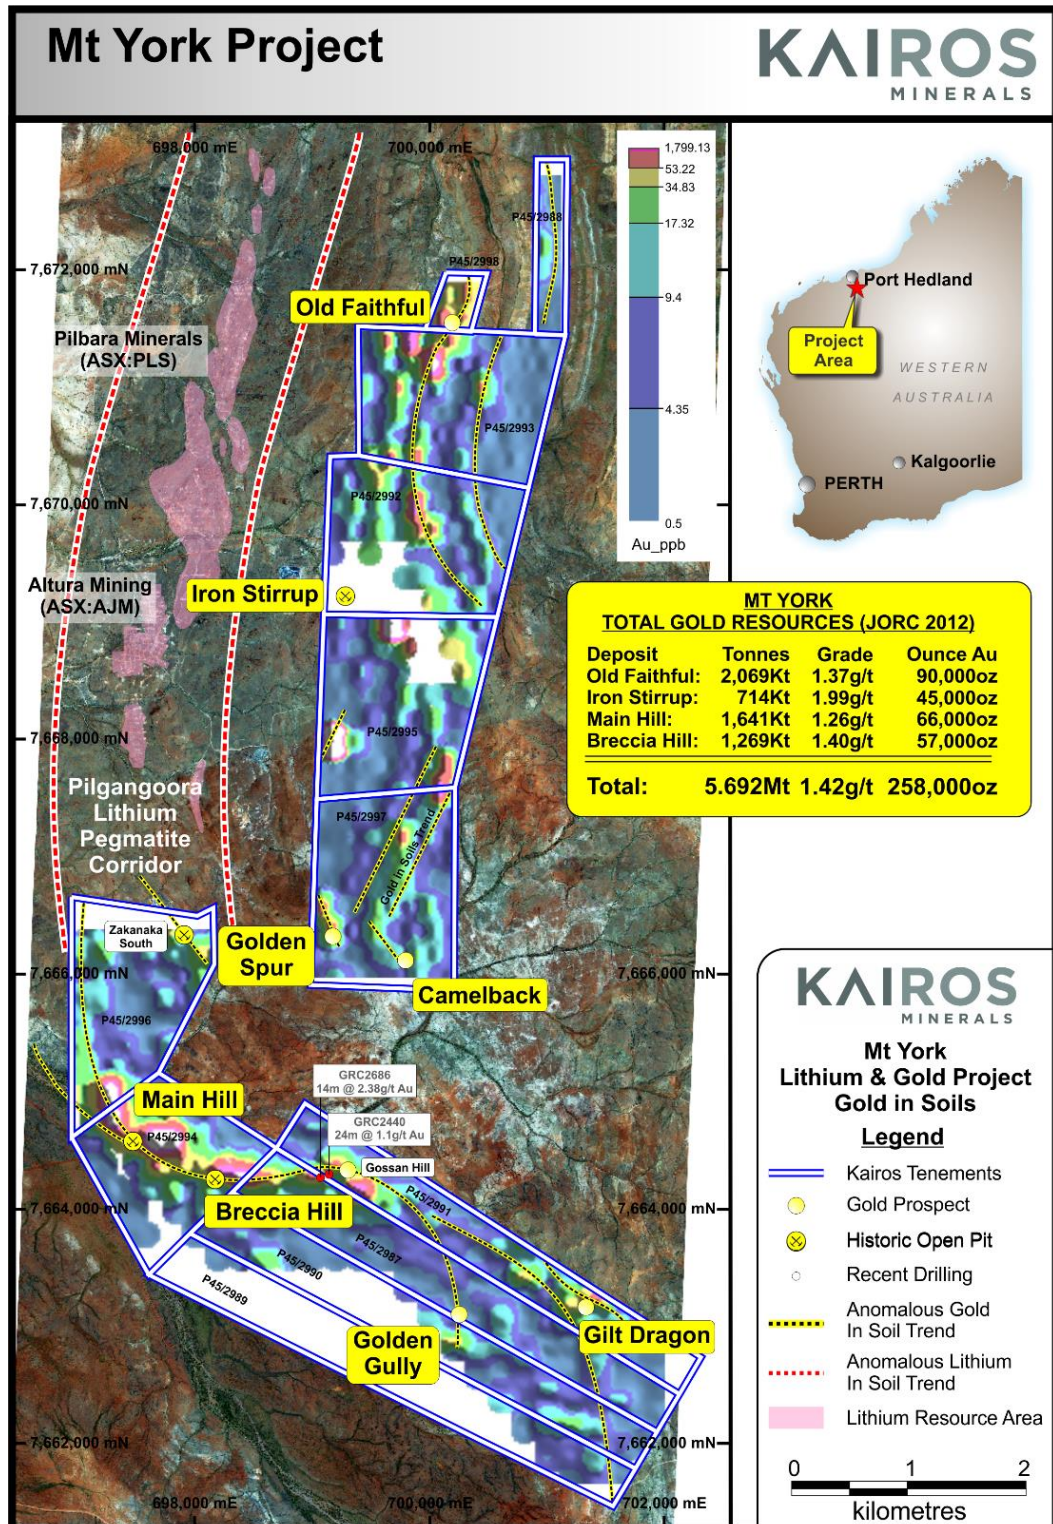 Mt York Project
KAIROS
MINERALS
698,000 mE
700,000 mE
1,799.13
53.22
34.83
17.32
9.4
4.35
0.5
Au_ppb
P45/2988
7,672,000 mN
P45/2998
Old Faithful
Pilbara Minerals
(ASX:PLS)
P45/2993
P45/2992
7,670,000 mN
Altura Mining
(ASX:AJM)
Iron Stirrup
P45/2995
7,668,000 mN
Pilgangoora
Lithium
Pegmatite
Corridor
P45/2997
Gold in Soils Trend
Zakanaka
South
Golden
Spur
7,666,000 mN
7,666,000 mN
Camelback
P45/2996
GRC2686
14m @ 2.38g/t Au
Main Hill
GRC2440
24m @ 1.1g/t Au
P45/2994
Gossan Hill
Breccia Hill
P45/2991
7,664,000 mN
7,664,000 mN
P45/2987
P45/2990
P45/2989
Golden
Gully
Gilt Dragon
7,662,000 mN
7,662,000 mN
698,000 mE
700,000 mE
702,000 mE
Port Hedland
Project
Area
WESTERN
AUSTRALIA
Kalgoorlie
PERTH
MT YORK
TOTAL GOLD RESOURCES (JORC 2012)
Deposit Tonnes Grade Ounce Au
Old Faithful: 2,069Kt 1.37g/t 90,000oz
Iron Stirrup: 714Kt 1.99g/t 45,000oz
Main Hill: 1,641Kt 1.26g/t 66,000oz
Breccia Hill: 1,269Kt 1.40g/t 57,000oz
Total: 5.692Mt 1.42g/t 258,000oz
KAIROS
MINERALS
Mt York
Lithium & Gold Project
Gold in Soils
Legend
Kairos Tenements
Gold Prospect
Historic Open Pit
Recent Drilling
Anomalous Gold
In Soil Trend
Anomalous Lithium
In Soil Trend
Lithium Resource Area
0 1 2
kilometres